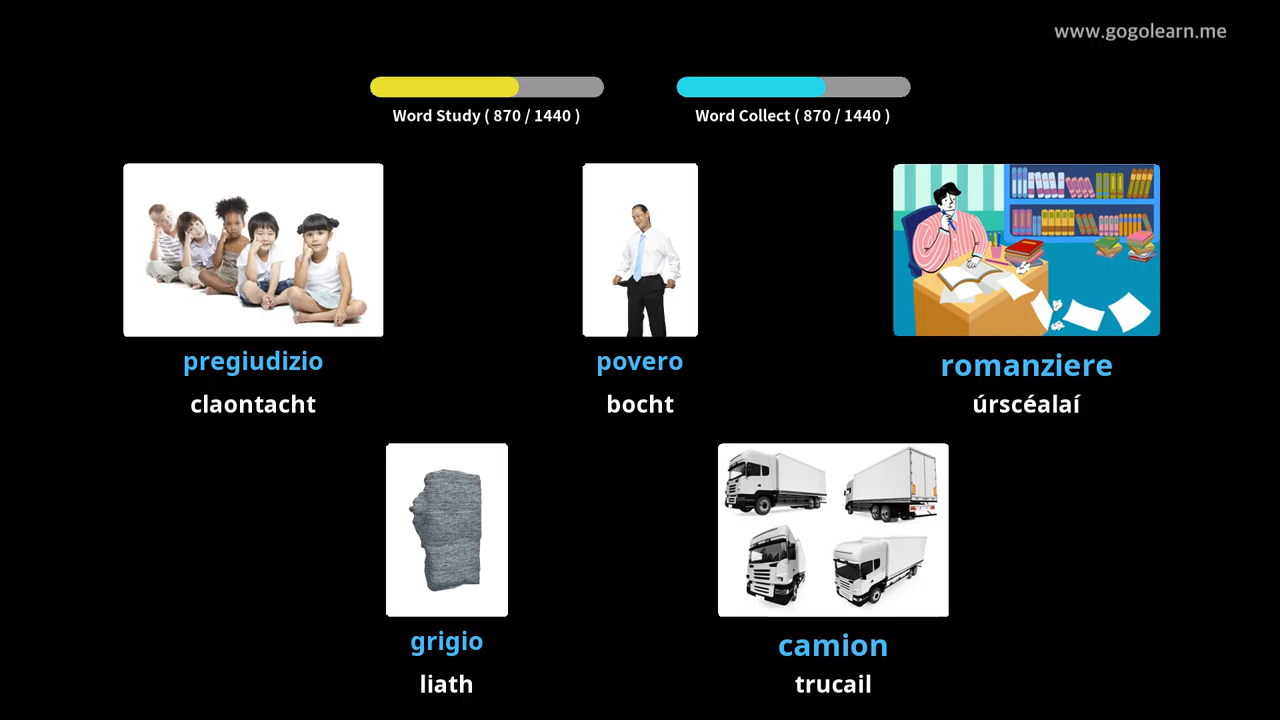 www.gogolearn.me
Word Study ( 870 / 1440 )
Word Collect ( 870 / 1440 )
pregiudizio
claontacht
povero
bocht
romanziere
úrscéalaí
grigio
liath
camion
trucail